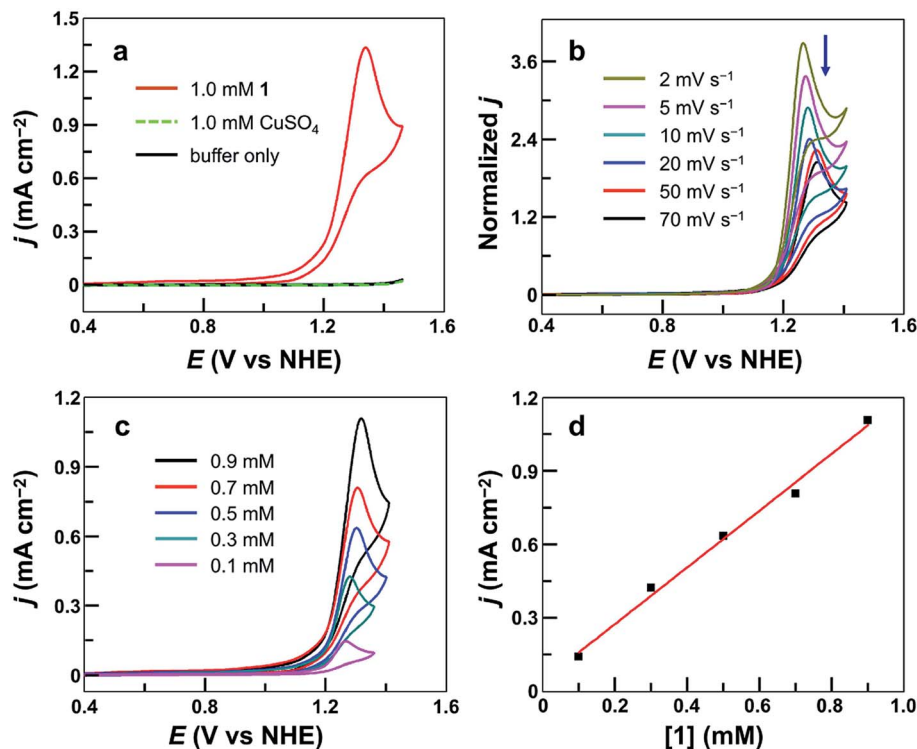 a
1.0 mM 1
1.0 mM CuSO₄
buffer only
1.5
1.2
0.9
0.6
0.3
0
0.4 0.8 1.2 1.6
j (mA cm⁻²)
E (V vs NHE)
b
2 mV s⁻¹
5 mV s⁻¹
10 mV s⁻¹
20 mV s⁻¹
50 mV s⁻¹
70 mV s⁻¹
3.6
2.4
1.2
0
0.4 0.8 1.2 1.6
Normalized j
E (V vs NHE)
c
0.9 mM
0.7 mM
0.5 mM
0.3 mM
0.1 mM
1.2
0.9
0.6
0.3
0
0.4 0.8 1.2 1.6
j (mA cm⁻²)
E (V vs NHE)
d
1.2
0.9
0.6
0.3
0
0 0.2 0.4 0.6 0.8 1.0
j (mA cm⁻²)
[1] (mM)